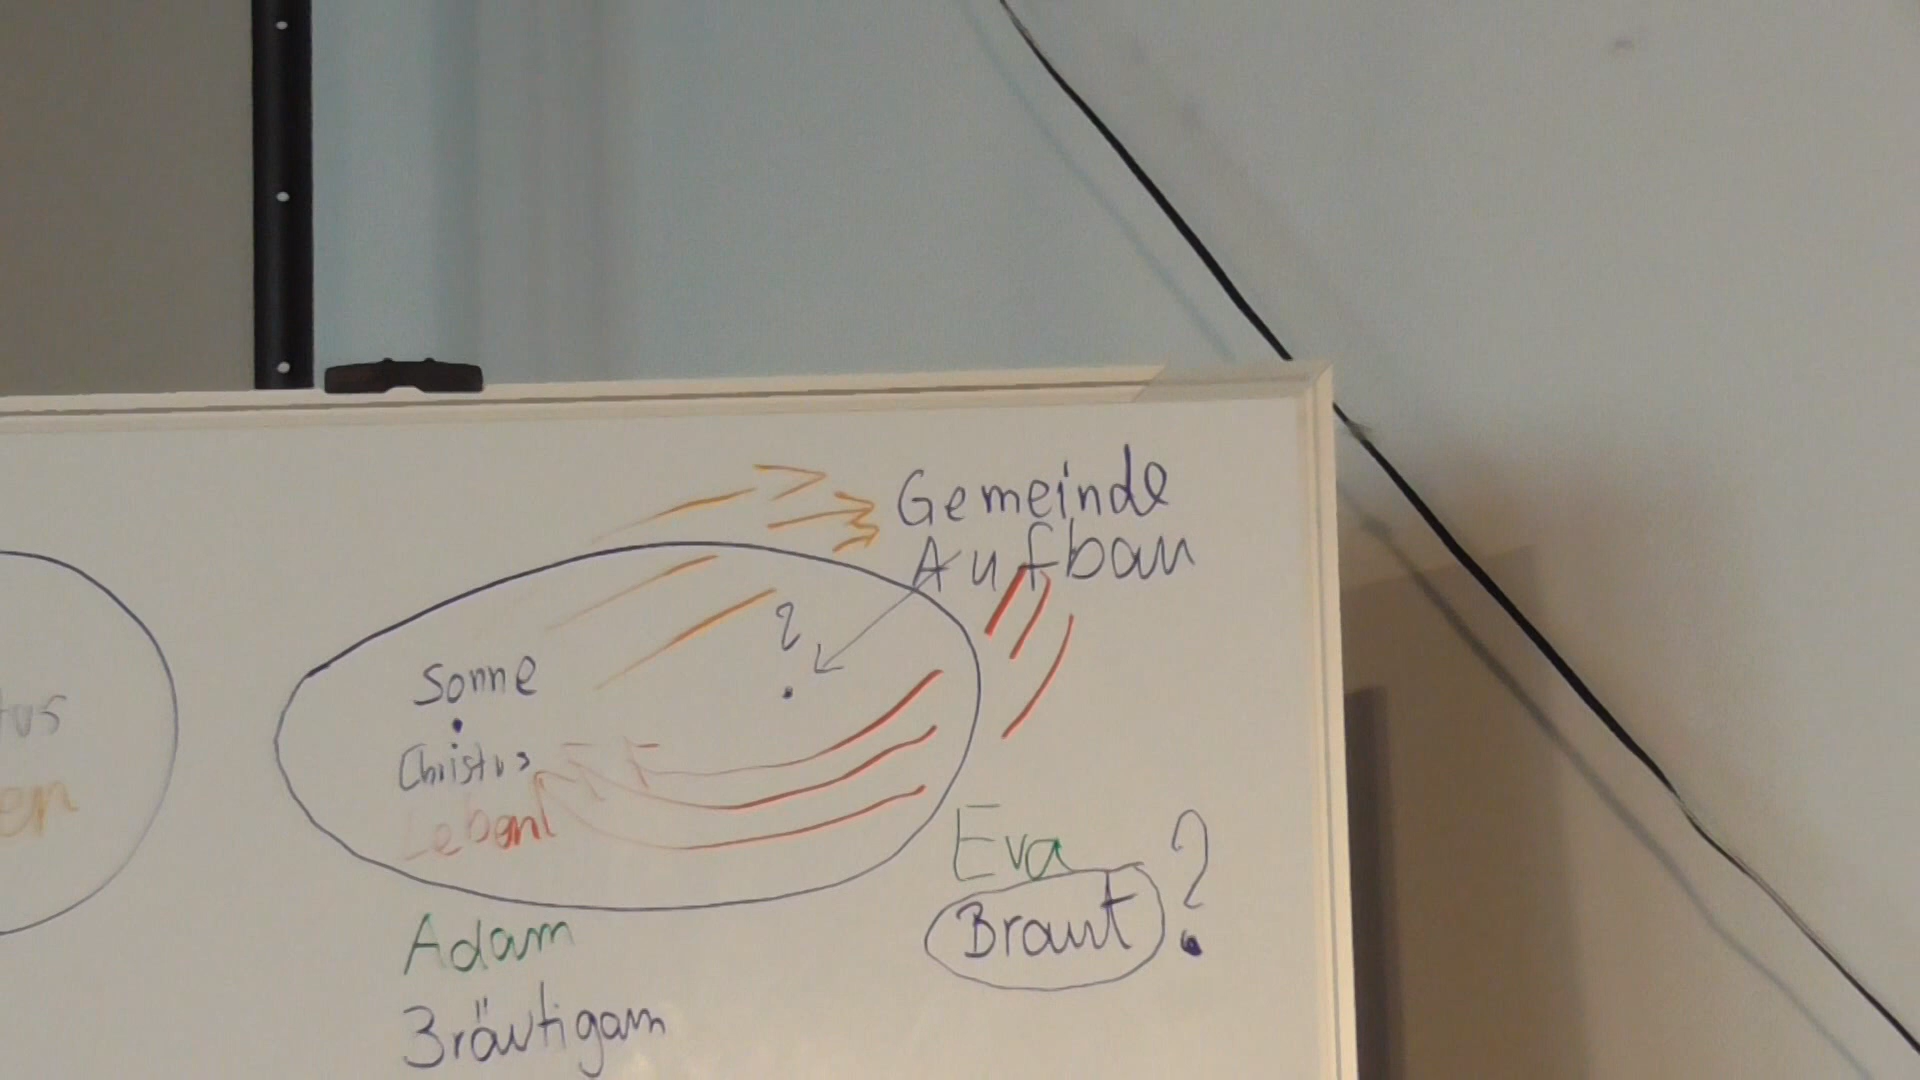 Gemeinde
Aufbau
?
Sonne
Christus
Leben
Eva
Braut ?
Adam
Bräutigam